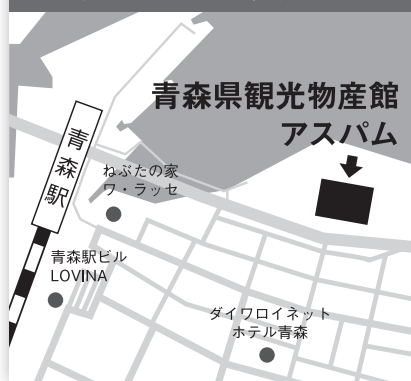 青森県観光物産館
アスパム
青森駅
ねぶたの家
ワ・ラッセ
青森駅ビル
LOVINA
ダイワロイネット
ホテル青森